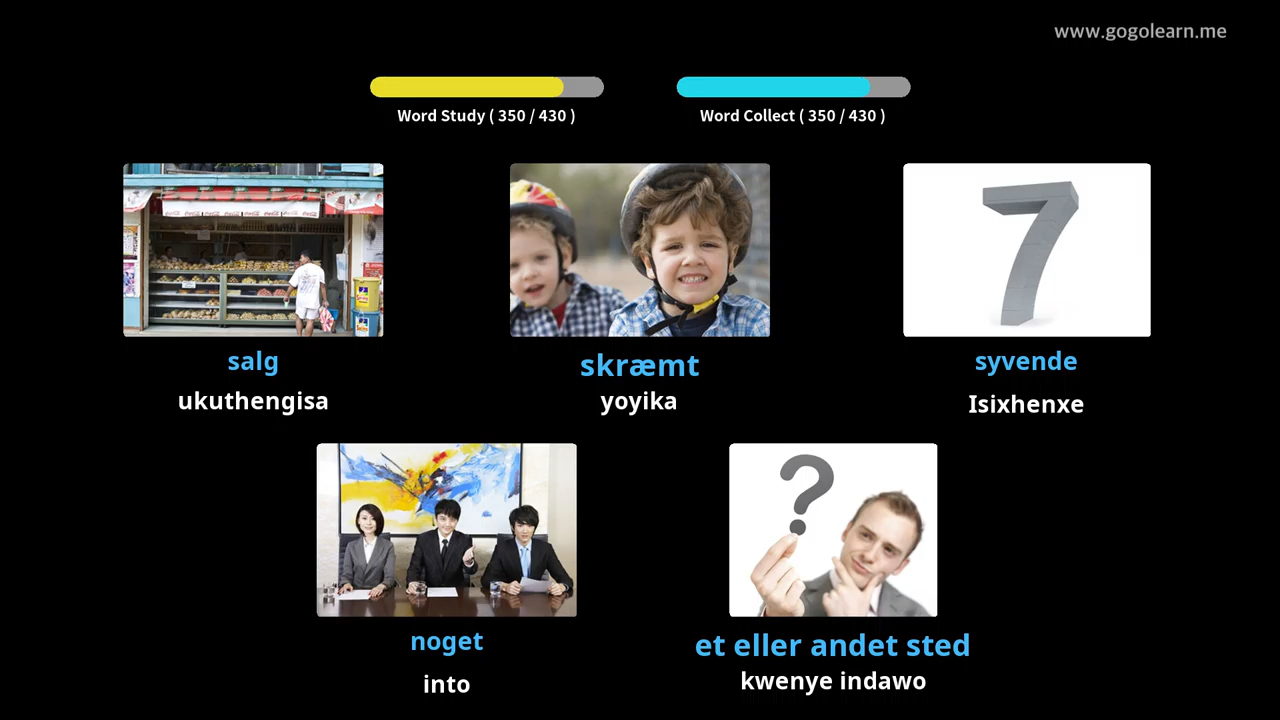 www.gogolearn.me
Word Study ( 350 / 430 )
Word Collect ( 350 / 430 )
7
salg
ukuthengisa
skræmt
yoyika
syvende
Isixhenxe
?
noget
into
et eller andet sted
kwenye indawo